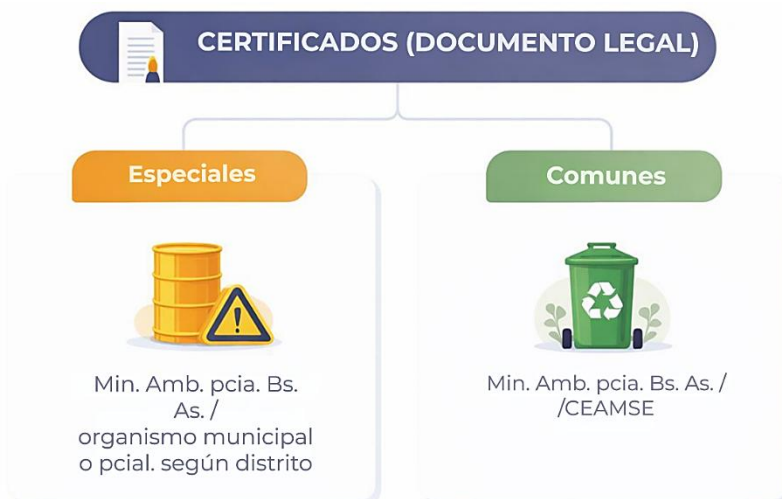 CERTIFICADOS (DOCUMENTO LEGAL)
Especiales
Min. Amb. pcia. Bs.
As. /
organismo municipal
o pcial. según distrito
Comunes
Min. Amb. pcia. Bs. As. /
/CEAMSE